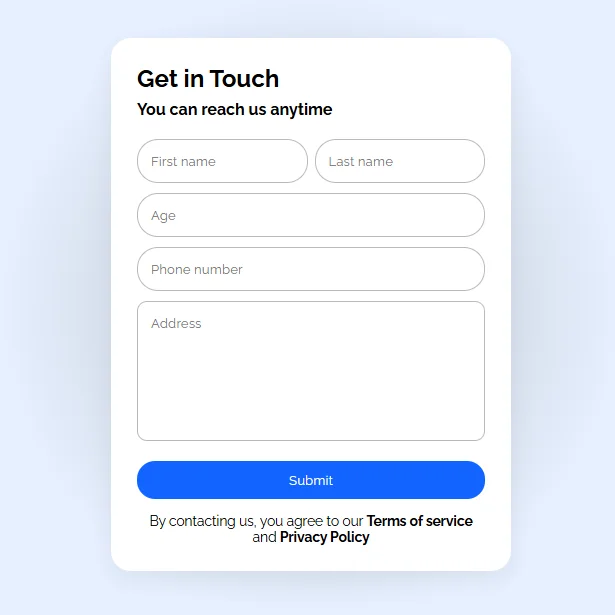 Get in Touch
You can reach us anytime
First name
Last name
Age
Phone number
Address
Submit
By contacting us, you agree to our Terms of service
and Privacy Policy